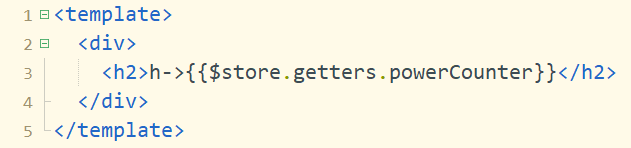 1 <template>
2 <div>
3 <h2>h->{{$store.getters.powerCounter}}</h2>
4 </div>
5 </template>